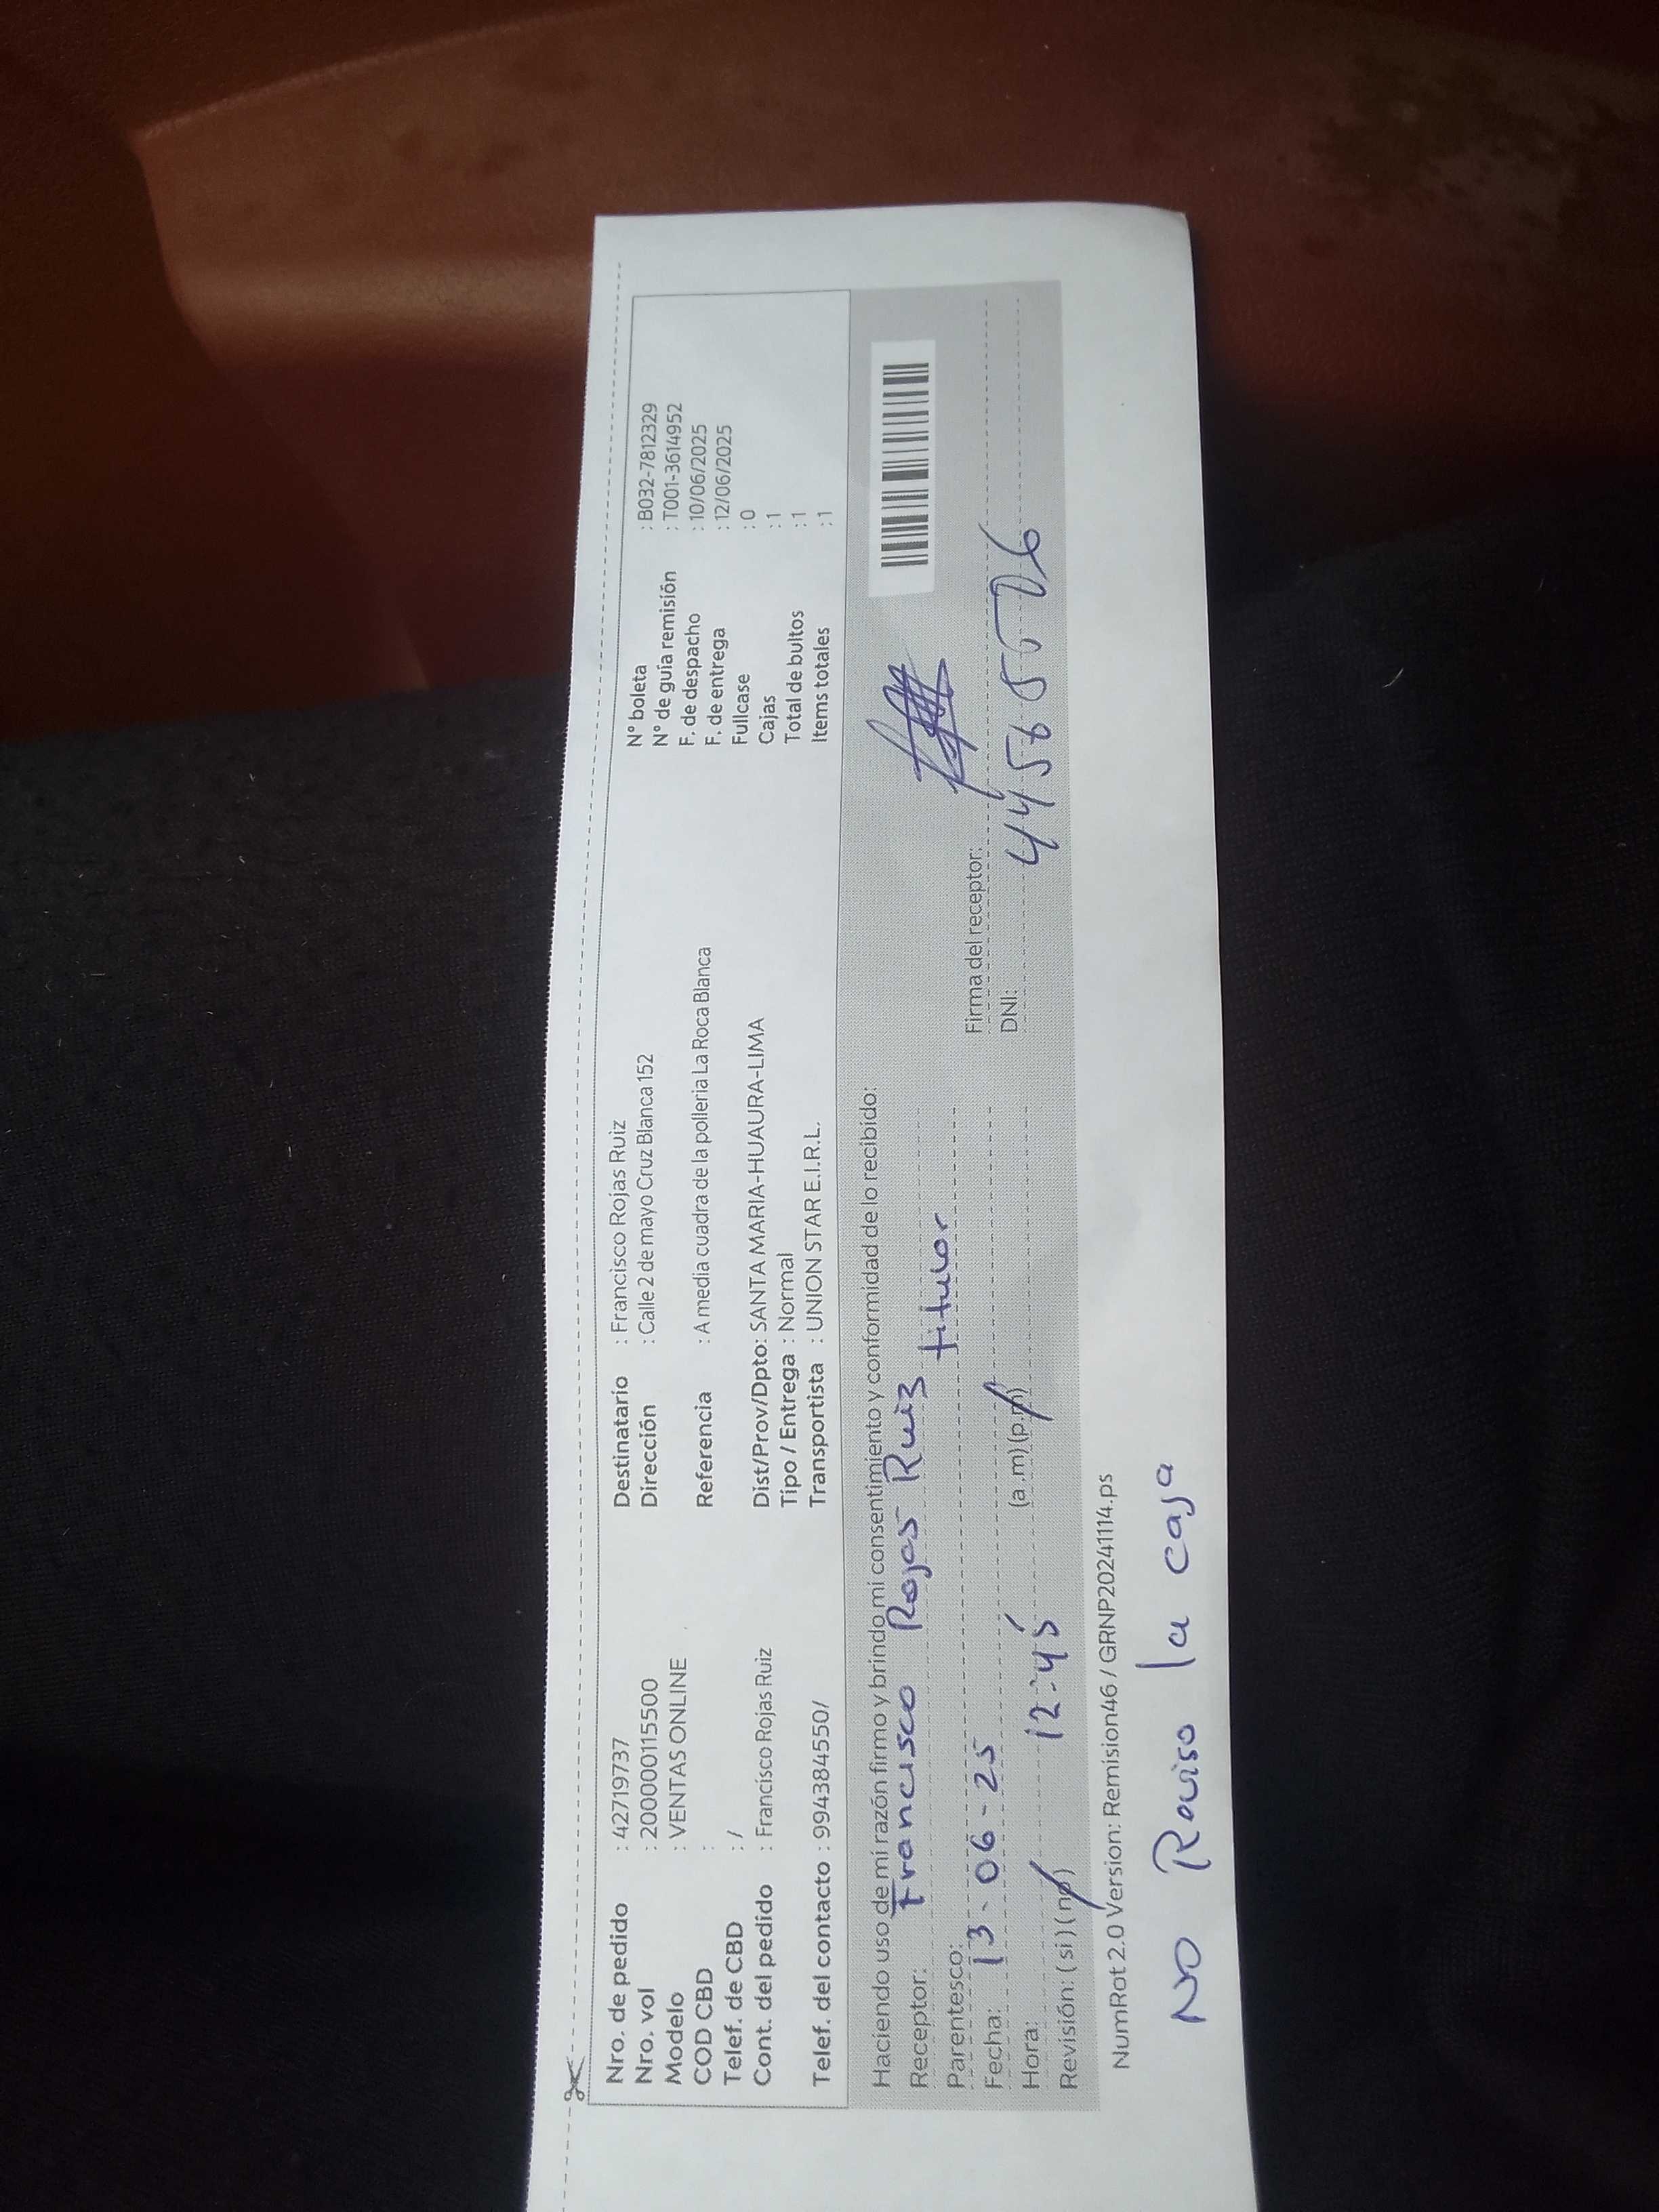 Nro. de pedido : 42719737
Nro. vol : 200000115500
Modelo : VENTAS ONLINE
COD CBD :
Telef. de CBD : /
Cont. del pedido : Francisco Rojas Ruiz
Telef. del contacto : 994384550/
Destinatario : Francisco Rojas Ruiz
Dirección : Calle 2 de mayo Cruz Blanca 152
Referencia : A media cuadra de la polleria La Roca Blanca
Dist/Prov/Dpto: SANTA MARIA-HUAURA-LIMA
Tipo / Entrega : Normal
Transportista : UNION STAR E.I.R.L.
N° boleta : B032-7812329
N° de guía remisión : T001-3614952
F. de despacho : 10/06/2025
F. de entrega : 12/06/2025
Fullcase : 0
Cajas : 1
Total de bultos : 1
Items totales : 1
Haciendo uso de mi razón firmo y brindo mi consentimiento y conformidad de lo recibido:
Receptor: Francisco Rojas Ruiz
Parentesco: titular
Fecha: 13-06-25
Hora: 12:45 (a.m) (p.m)
Revisión: (si) (no)
Firma del receptor:
DNI:
NumRot 2.0 Version: Remision46 / GRNP20241114.ps
NO Reviso la caja